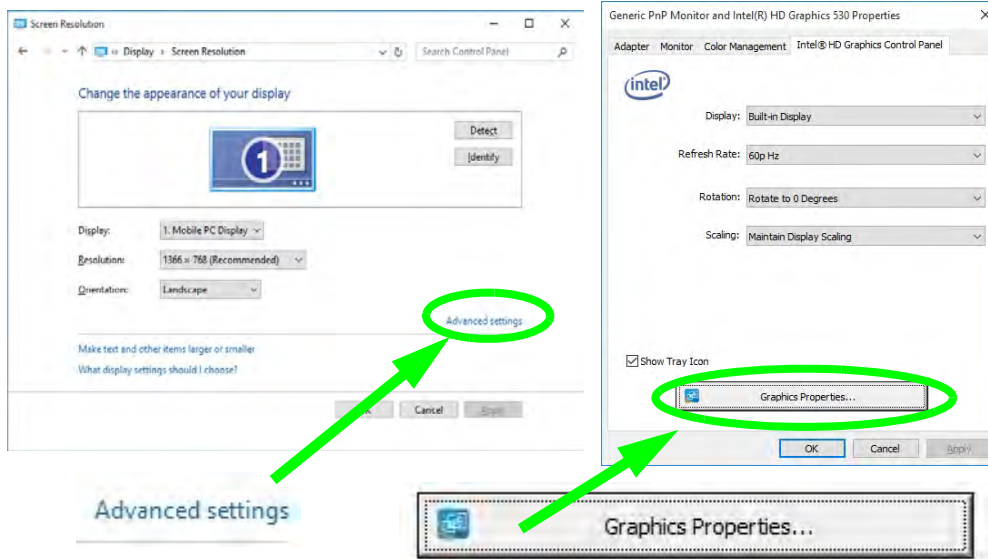 Screen Resolution
Display
Screen Resolution
Search Control Panel
Change the appearance of your display
1
Detect
Identify
Display:
1. Mobile PC Display
Resolution:
1366 × 768 (Recommended)
Orientation:
Landscape
Advanced settings
Make text and other items larger or smaller
What display settings should I choose?
Cancel
Apply
Generic PnP Monitor and Intel(R) HD Graphics 530 Properties
Adapter Monitor Color Management Intel® HD Graphics Control Panel
intel
Display: Built-in Display
Refresh Rate: 60p Hz
Rotation: Rotate to 0 Degrees
Scaling: Maintain Display Scaling
Show Tray Icon
Graphics Properties...
OK Cancel Apply
Advanced settings
Graphics Properties...